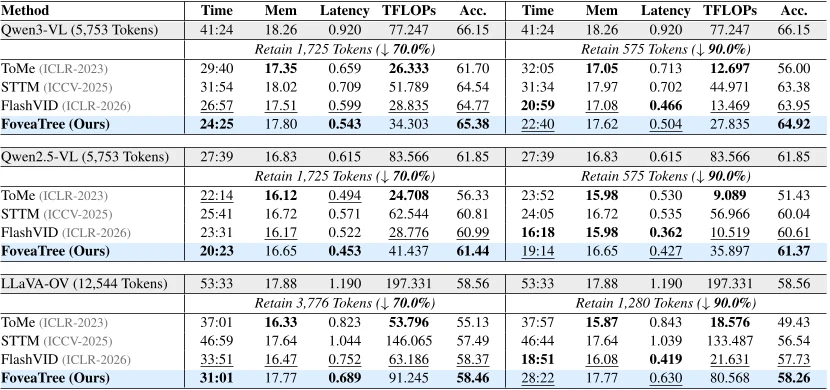 Method Time Mem Latency TFLOPs Acc. Time Mem Latency TFLOPs Acc.
Qwen3-VL (5,753 Tokens) 41:24 18.26 0.920 77.247 66.15 41:24 18.26 0.920 77.247 66.15
Retain 1,725 Tokens (↓ 70.0%) Retain 575 Tokens (↓ 90.0%)
ToMe (ICLR-2023) 29:40 17.35 0.659 26.333 61.70 32:05 17.05 0.713 12.697 56.00
STTM (ICCV-2025) 31:54 18.02 0.709 51.789 64.54 31:34 17.97 0.702 44.971 63.38
FlashVID (ICLR-2026) 26:57 17.51 0.599 28.835 64.77 20:59 17.08 0.466 13.469 63.95
FoveaTree (Ours) 24:25 17.80 0.543 34.303 65.38 22:40 17.62 0.504 27.835 64.92
Qwen2.5-VL (5,753 Tokens) 27:39 16.83 0.615 83.566 61.85 27:39 16.83 0.615 83.566 61.85
Retain 1,725 Tokens (↓ 70.0%) Retain 575 Tokens (↓ 90.0%)
ToMe (ICLR-2023) 22:14 16.12 0.494 24.708 56.33 23:52 15.98 0.530 9.089 51.43
STTM (ICCV-2025) 25:41 16.72 0.571 62.544 60.81 24:05 16.72 0.535 56.966 60.04
FlashVID (ICLR-2026) 23:31 16.17 0.522 28.776 60.99 16:18 15.98 0.362 10.519 60.61
FoveaTree (Ours) 20:23 16.65 0.453 41.437 61.44 19:14 16.65 0.427 35.897 61.37
LLaVA-OV (12,544 Tokens) 53:33 17.88 1.190 197.331 58.56 53:33 17.88 1.190 197.331 58.56
Retain 3,776 Tokens (↓ 70.0%) Retain 1,280 Tokens (↓ 90.0%)
ToMe (ICLR-2023) 37:01 16.33 0.823 53.796 55.13 37:57 15.87 0.843 18.576 49.43
STTM (ICCV-2025) 46:59 17.64 1.044 146.065 57.49 46:44 17.64 1.039 133.487 56.54
FlashVID (ICLR-2026) 33:51 16.47 0.752 63.186 58.37 18:51 16.08 0.419 21.631 57.73
FoveaTree (Ours) 31:01 17.77 0.689 91.245 58.46 28:22 17.77 0.630 80.568 58.26